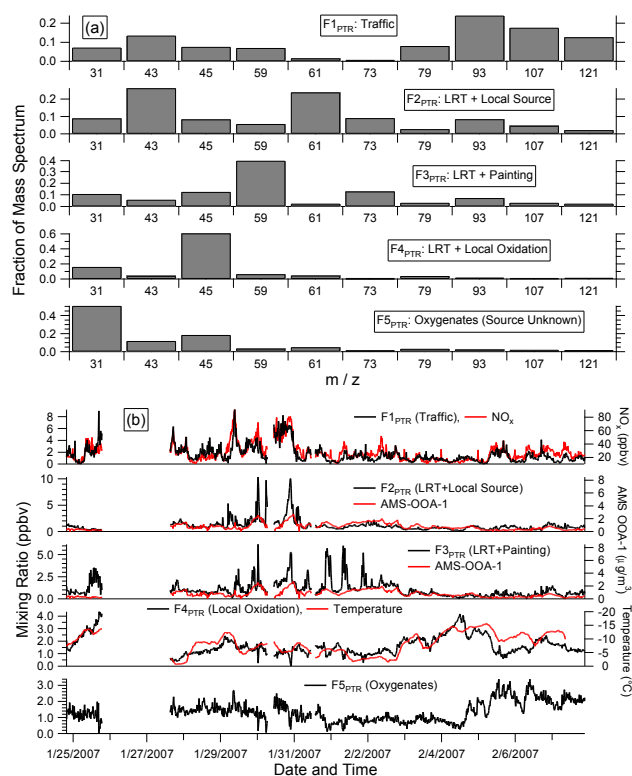 (a)
F1PTR: Traffic
0.2
0.1
0.0
31 43 45 59 61 73 79 93 107 121
F2PTR: LRT + Local Source
0.2
0.1
0.0
31 43 45 59 61 73 79 93 107 121
F3PTR: LRT + Painting
0.4
0.3
0.2
0.1
0.0
31 43 45 59 61 73 79 93 107 121
F4PTR: LRT + Local Oxidation
0.6
0.4
0.2
0.0
31 43 45 59 61 73 79 93 107 121
F5PTR: Oxygenates (Source Unknown)
0.4
0.2
0.0
31 43 45 59 61 73 79 93 107 121
Fraction of Mass Spectrum
m / z
(b)
F1PTR (Traffic), NOx
8
6
4
2
0
80
60
40
20
NOx (ppbv)
F2PTR (LRT+Local Source)
AMS-OOA-1
10
5
0
8
6
4
2
0
F3PTR (LRT+Painting)
AMS-OOA-1
5.0
2.5
0.0
8
6
4
2
0
AMS OOA-1 (μg/m3)
F4PTR (Local Oxidation), Temperature
4.0
3.0
2.0
1.0
0.0
-20
-15
-10
-5
0
Temperature (°C)
F5PTR (Oxygenates)
3.0
2.0
1.0
0.0
Mixing Ratio (ppbv)
1/25/2007 1/27/2007 1/29/2007 1/31/2007 2/2/2007 2/4/2007 2/6/2007
Date and Time